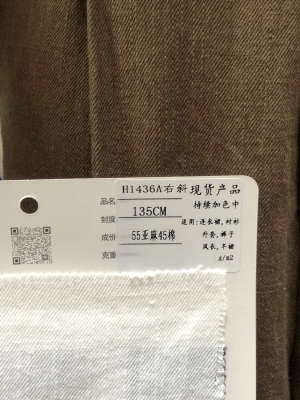 H1436A右斜现货产品
品名 持续加色中
制度 135CM 适用:连衣裙,衬衫
成份 55亚麻45棉 外套,裤子
风衣,半裙
克重 g/m2